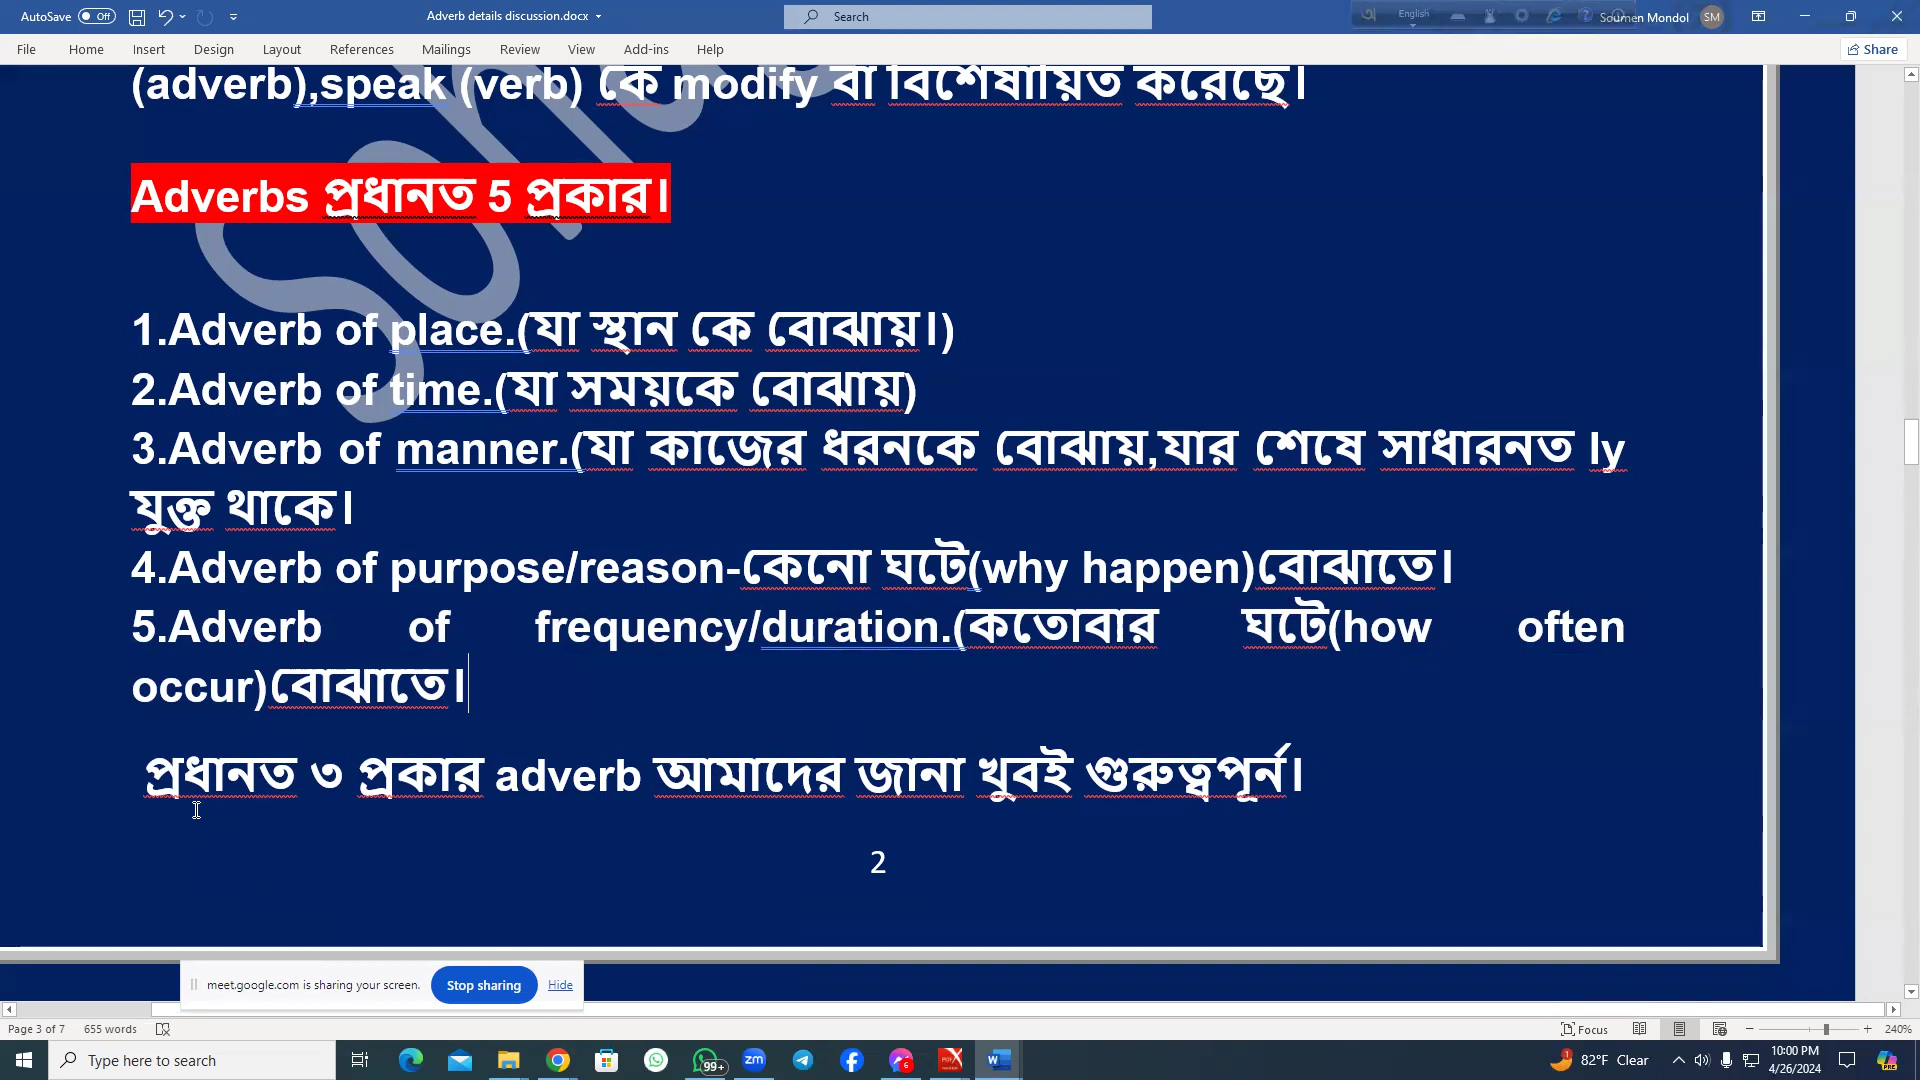 AutoSave Off Adverb details discussion.docx Search English Soumen Mondol SM
File Home Insert Design Layout References Mailings Review View Add-ins Help Share
(adverb),speak (verb) কে modify বা বিশেষায়িত করেছে।
Adverbs প্রধানত 5 প্রকার।
1.Adverb of place.(যা স্থান কে বোঝায়।)
2.Adverb of time.(যা সময়কে বোঝায়)
3.Adverb of manner.(যা কাজের ধরনকে বোঝায়,যার শেষে সাধারনত ly
যুক্ত থাকে।
4.Adverb of purpose/reason-কেনো ঘটে(why happen)বোঝাতে।
5.Adverb of frequency/duration.(কতোবার ঘটে(how often
occur)বোঝাতে।
প্রধানত ৩ প্রকার adverb আমাদের জানা খুবই গুরুত্বপূর্ন।
2
meet.google.com is sharing your screen. Stop sharing Hide
Page 3 of 7 655 words Focus 240%
Type here to search 99+ zm 6 82°F Clear 10:00 PM
4/26/2024